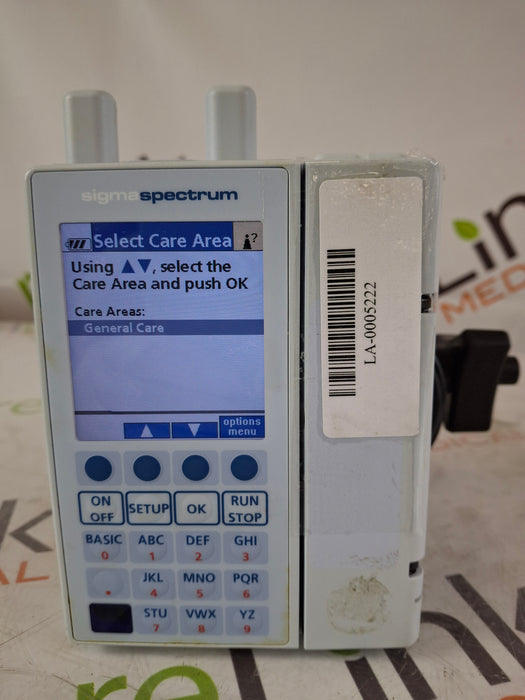 sigmaspectrum
Select Care Area
?
Using ▲▼, select the
Care Area and push OK
Care Areas:
General Care
options
menu
ON
OFF
SETUP
OK
RUN
STOP
BASIC
0
ABC
1
DEF
2
GHI
3
.
JKL
4
MNO
5
PQR
6
STU
7
VWX
8
YZ
9
LA-0005222